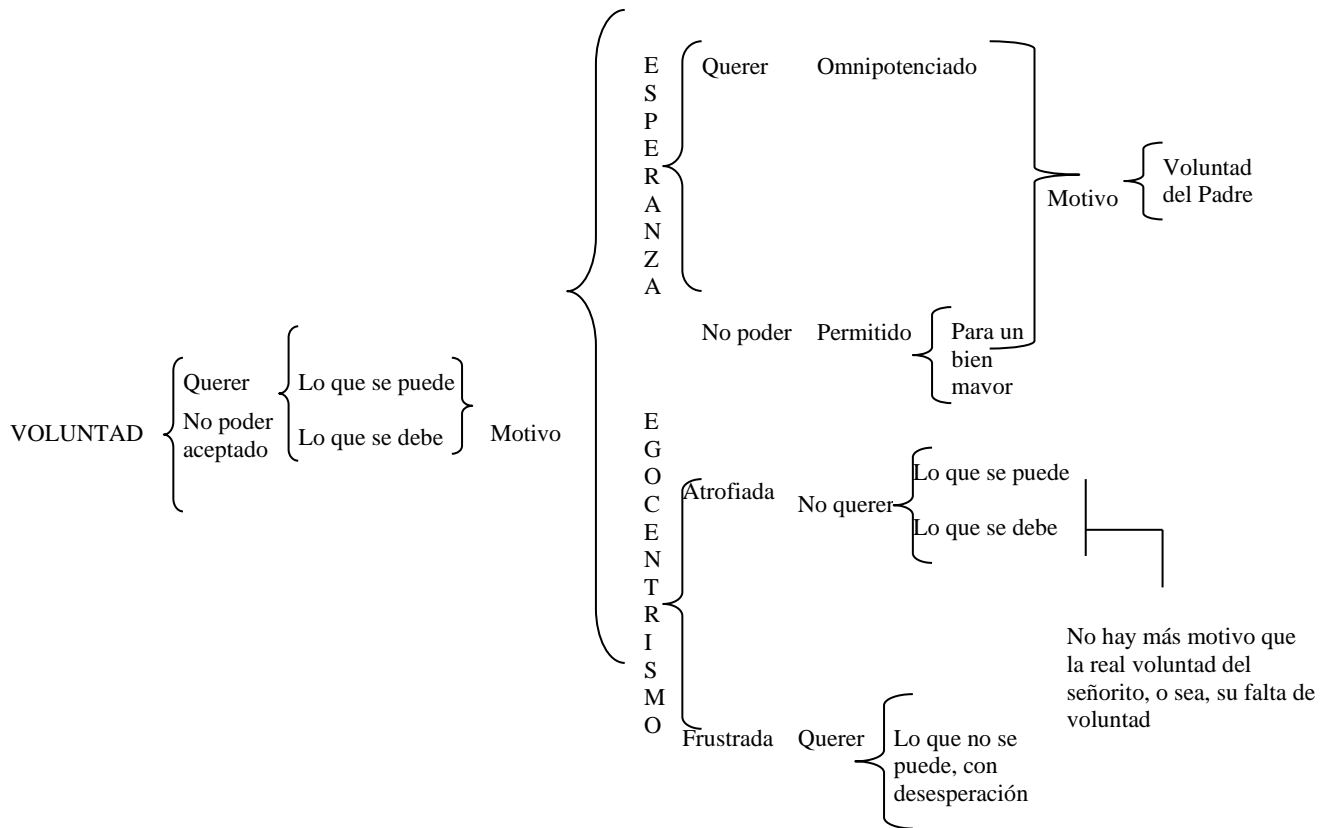 VOLUNTAD
Querer
No poder
aceptado
Lo que se puede
Lo que se debe
Motivo
ESPERANZA
Querer
Omnipotenciado
No poder
Permitido
Para un
bien
mavor
Motivo
Voluntad
del Padre
EGOCENTRISMO
Atrofiada
No querer
Lo que se puede
Lo que se debe
No hay más motivo que
la real voluntad del
señorito, o sea, su falta de
voluntad
Frustrada
Querer
Lo que no se
puede, con
desesperación